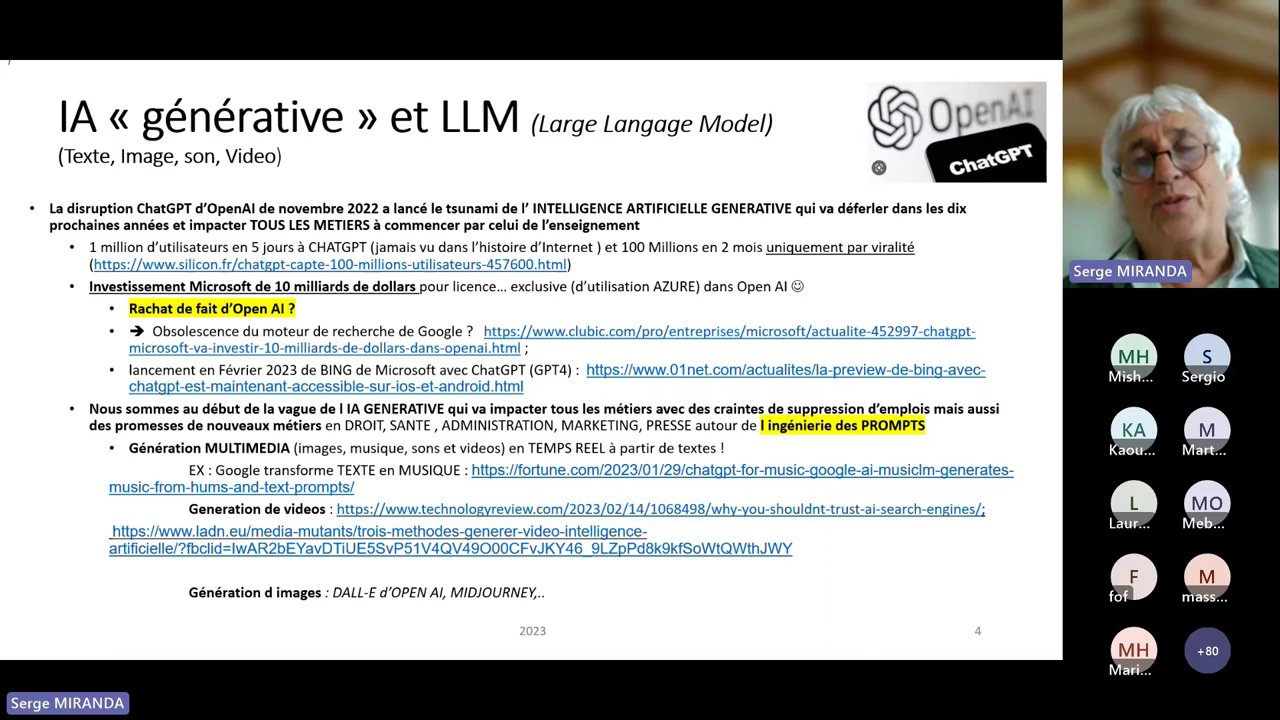 IA « générative » et LLM (Large Langage Model)
(Texte, Image, son, Video)
OpenAI
ChatGPT
• La disruption ChatGPT d’OpenAI de novembre 2022 a lancé le tsunami de l’ INTELLIGENCE ARTIFICIELLE GENERATIVE qui va déferler dans les dix
prochaines années et impacter TOUS LES METIERS à commencer par celui de l’enseignement
• 1 million d’utilisateurs en 5 jours à CHATGPT (jamais vu dans l’histoire d’Internet ) et 100 Millions en 2 mois uniquement par viralité
(https://www.silicon.fr/chatgpt-capte-100-millions-utilisateurs-457600.html)
• Investissement Microsoft de 10 milliards de dollars pour licence... exclusive (d’utilisation AZURE) dans Open AI ☺
• Rachat de fait d’Open AI ?
• ➔ Obsolescence du moteur de recherche de Google ? https://www.clubic.com/pro/entreprises/microsoft/actualite-452997-chatgpt-
microsoft-va-investir-10-milliards-de-dollars-dans-openai.html ;
• lancement en Février 2023 de BING de Microsoft avec ChatGPT (GPT4) : https://www.01net.com/actualites/la-preview-de-bing-avec-
chatgpt-est-maintenant-accessible-sur-ios-et-android.html
• Nous sommes au début de la vague de l IA GENERATIVE qui va impacter tous les métiers avec des craintes de suppression d’emplois mais aussi
des promesses de nouveaux métiers en DROIT, SANTE , ADMINISTRATION, MARKETING, PRESSE autour de l ingénierie des PROMPTS
• Génération MULTIMEDIA (images, musique, sons et videos) en TEMPS REEL à partir de textes !
EX : Google transforme TEXTE en MUSIQUE : https://fortune.com/2023/01/29/chatgpt-for-music-google-ai-musiclm-generates-
music-from-hums-and-text-prompts/
Generation de videos : https://www.technologyreview.com/2023/02/14/1068498/why-you-shouldnt-trust-ai-search-engines/;
https://www.ladn.eu/media-mutants/trois-methodes-generer-video-intelligence-
artificielle/?fbclid=IwAR2bEYavDTiUE5SvP51V4QV49O00CFvJKY46_9LZpPd8k9kfSoWtQWthJWY
Génération d images : DALL-E d’OPEN AI, MIDJOURNEY,..
2023
4
Serge MIRANDA
MH
S
Mish...
Sergio
KA
M
Kaou...
Mart...
L
MO
Laur...
Meb...
F
M
fof
mass...
MH
+80
Mari...
Serge MIRANDA